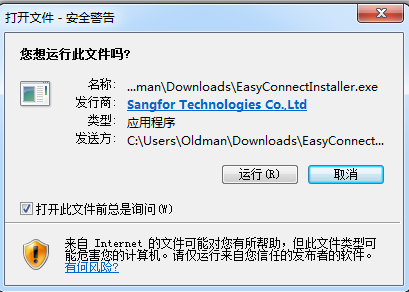 打开文件 - 安全警告
您想运行此文件吗?
名称: ...man\Downloads\EasyConnectInstaller.exe
发行商: Sangfor Technologies Co.,Ltd
类型: 应用程序
发送方: C:\Users\Oldman\Downloads\EasyConnect...
运行(R) 取消
打开此文件前总是询问(W)
来自 Internet 的文件可能对您有所帮助,但此文件类型可
能危害您的计算机。请仅运行来自您信任的发布者的软件。
有何风险?